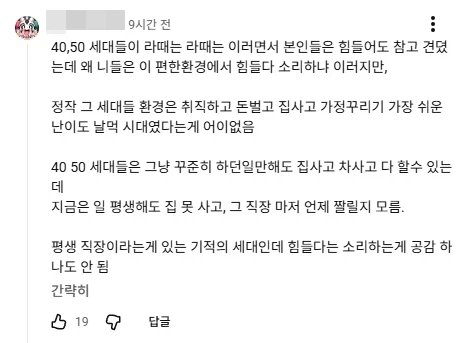 9시간 전
40,50 세대들이 라때는 라때는 이러면서 본인들은 힘들어도 참고 견뎠
는데 왜 니들은 이 편한환경에서 힘들다 소리하냐 이러지만,
정작 그 세대들 환경은 취직하고 돈벌고 집사고 가정꾸리기 가장 쉬운
난이도 날먹 시대였다는게 어이없음
40 50 세대들은 그냥 꾸준히 하던일만해도 집사고 차사고 다 할수 있는
데
지금은 일 평생해도 집 못 사고, 그 직장 마저 언제 짤릴지 모름.
평생 직장이라는게 있는 기적의 세대인데 힘들다는 소리하는게 공감 하
나도 안 됨
간략히
19
답글